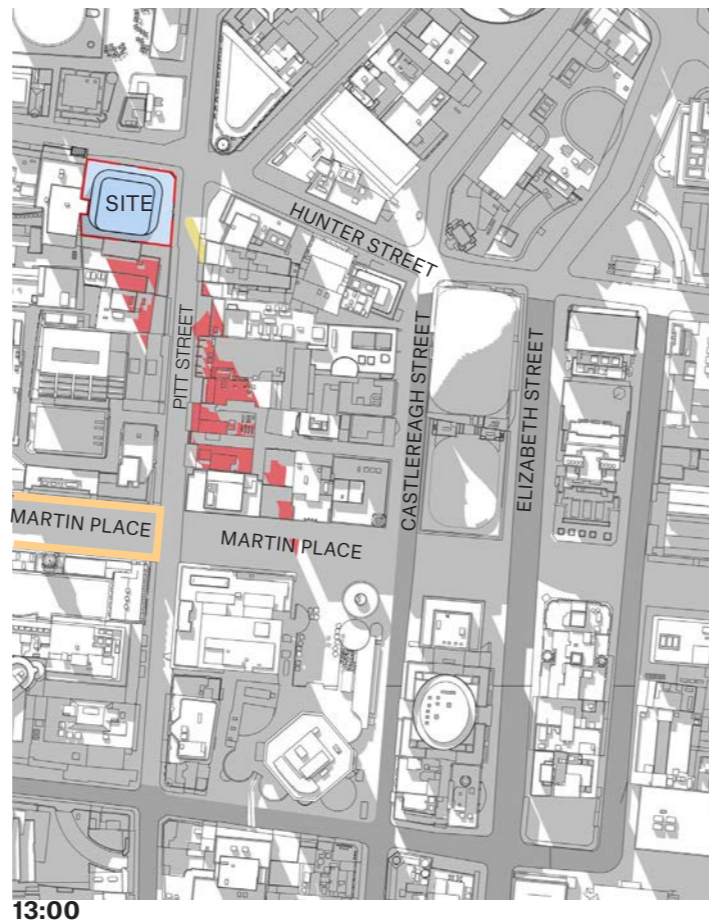 SITE
HUNTER STREET
PITT STREET
CASTLEREAGH STREET
ELIZABETH STREET
MARTIN PLACE
MARTIN PLACE
13:00